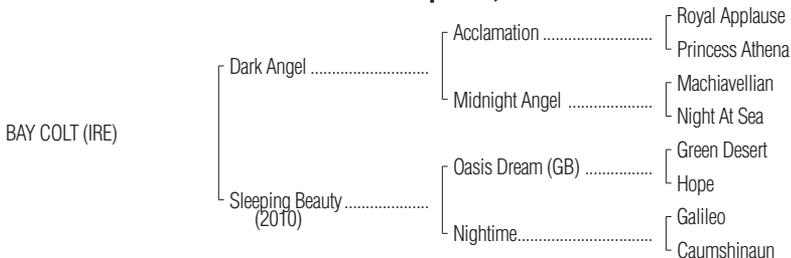 Royal Applause
Acclamation ..........................
Princess Athena
Dark Angel ............................
Machiavellian
Midnight Angel ....................
Night At Sea
BAY COLT (IRE)
Green Desert
Oasis Dream (GB) ................
Hope
Sleeping Beauty ....................
(2010)
Galileo
Nightime................................
Caumshinaun